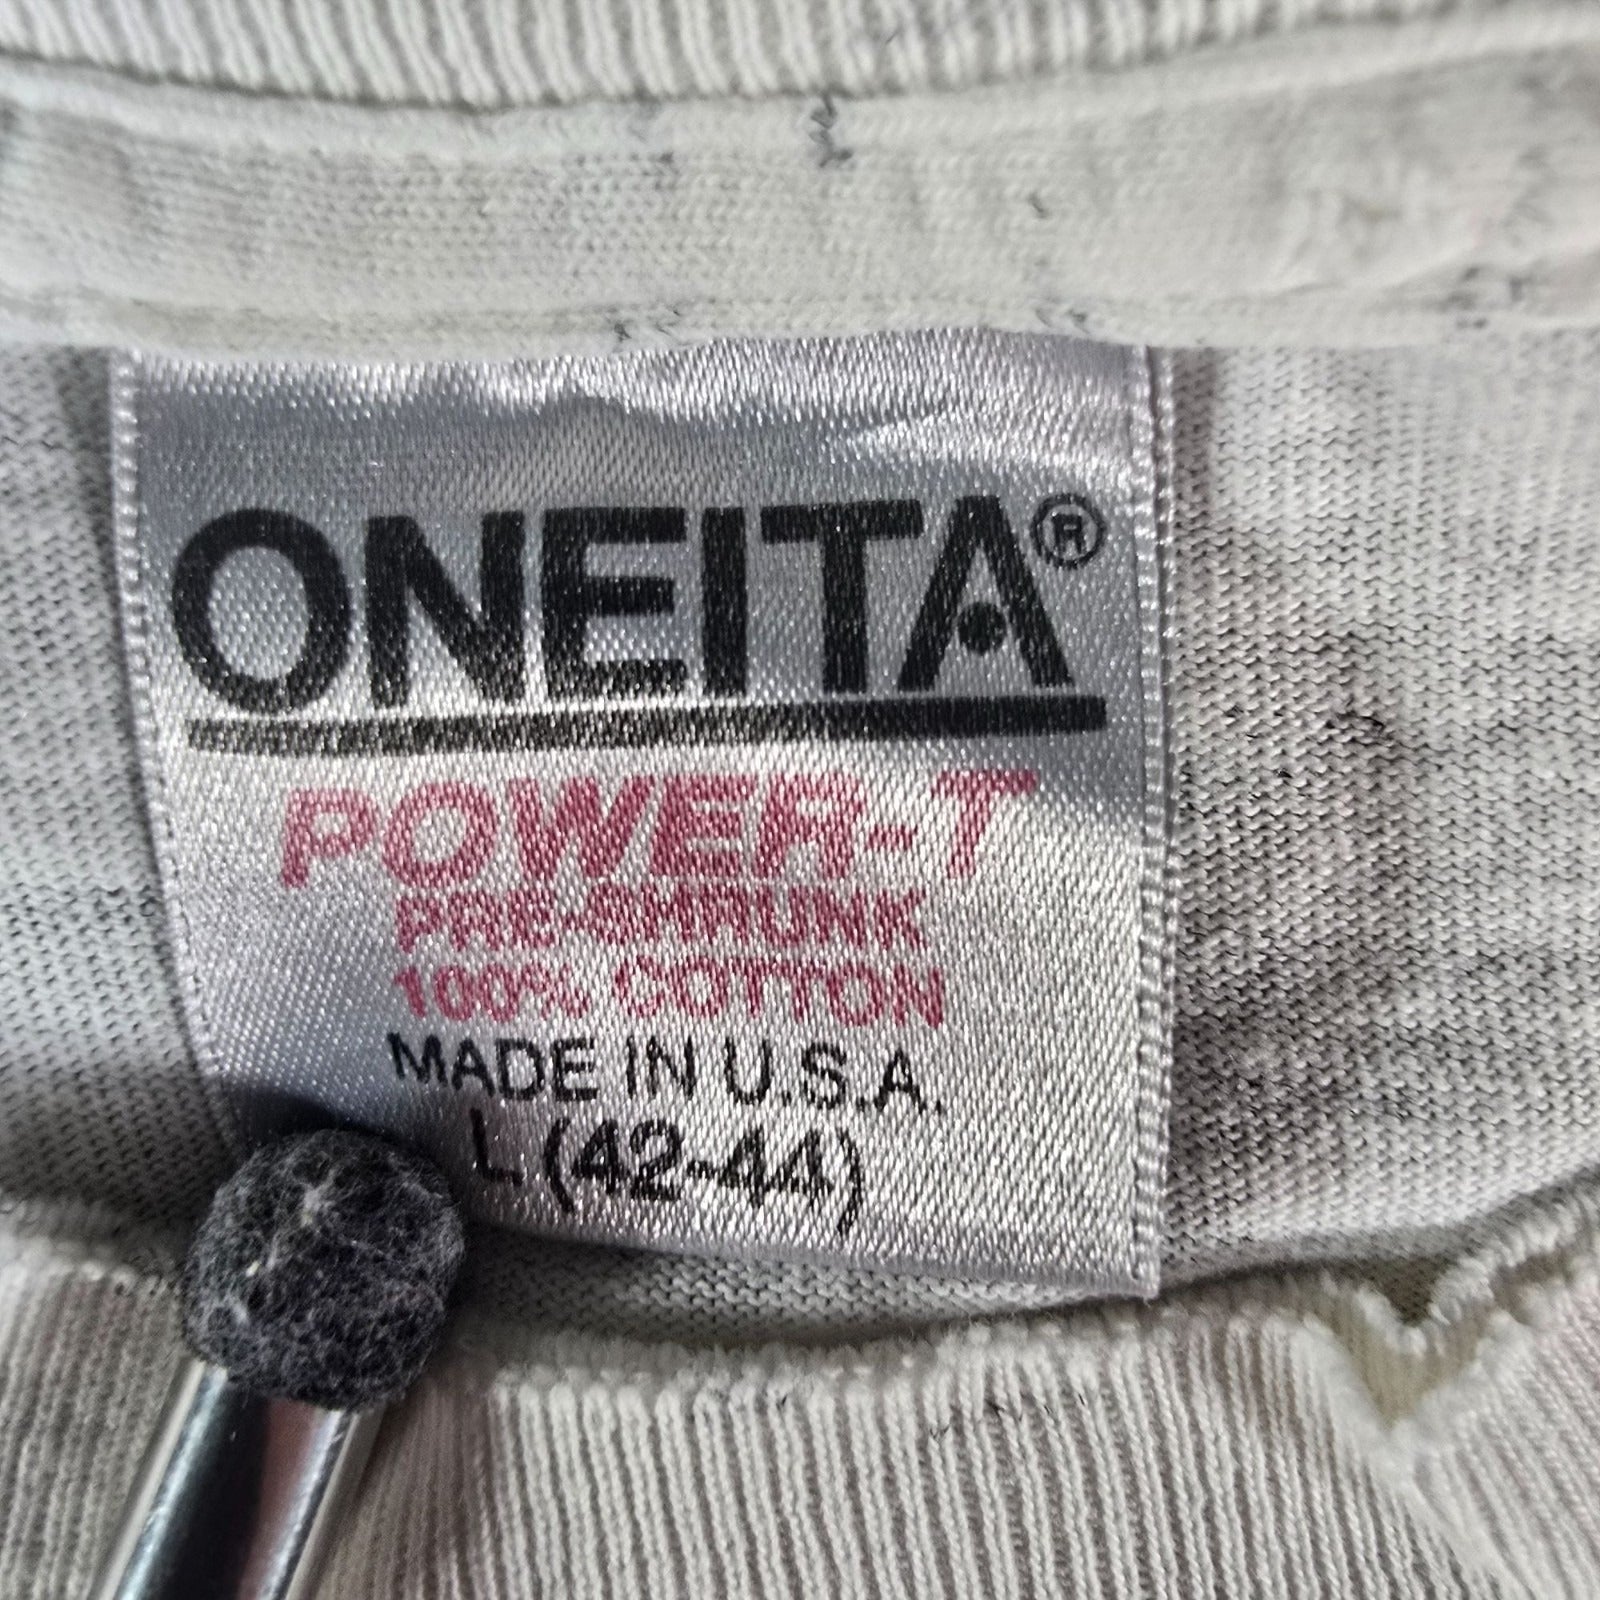 ONEITA®
POWER-T
PRE-SHRUNK
100% COTTON
MADE IN U.S.A.
L (42-44)